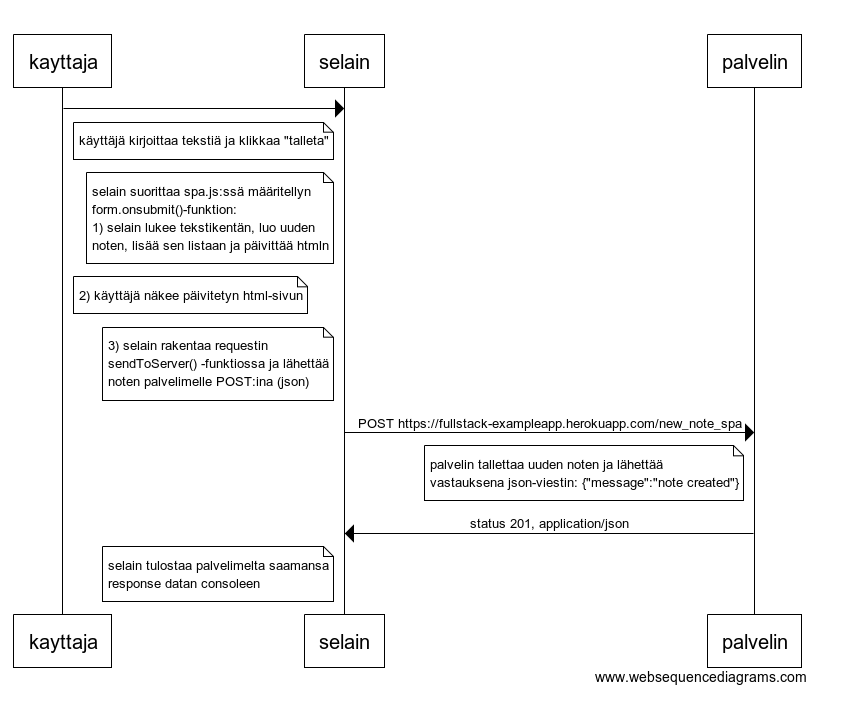 kayttaja
selain
palvelin
käyttäjä kirjoittaa tekstiä ja klikkaa "talleta"
selain suorittaa spa.js:ssä määritellyn
form.onsubmit()-funktion:
1) selain lukee tekstikentän, luo uuden
noten, lisää sen listaan ja päivittää htmln
2) käyttäjä näkee päivitetyn html-sivun
3) selain rakentaa requestin
sendToServer() -funktiossa ja lähettää
noten palvelimelle POST:ina (json)
POST https://fullstack-exampleapp.herokuapp.com/new_note_spa
palvelin tallettaa uuden noten ja lähettää
vastauksena json-viestin: {"message":"note created"}
status 201, application/json
selain tulostaa palvelimelta saamansa
response datan consoleen
kayttaja
selain
palvelin
www.websequencediagrams.com